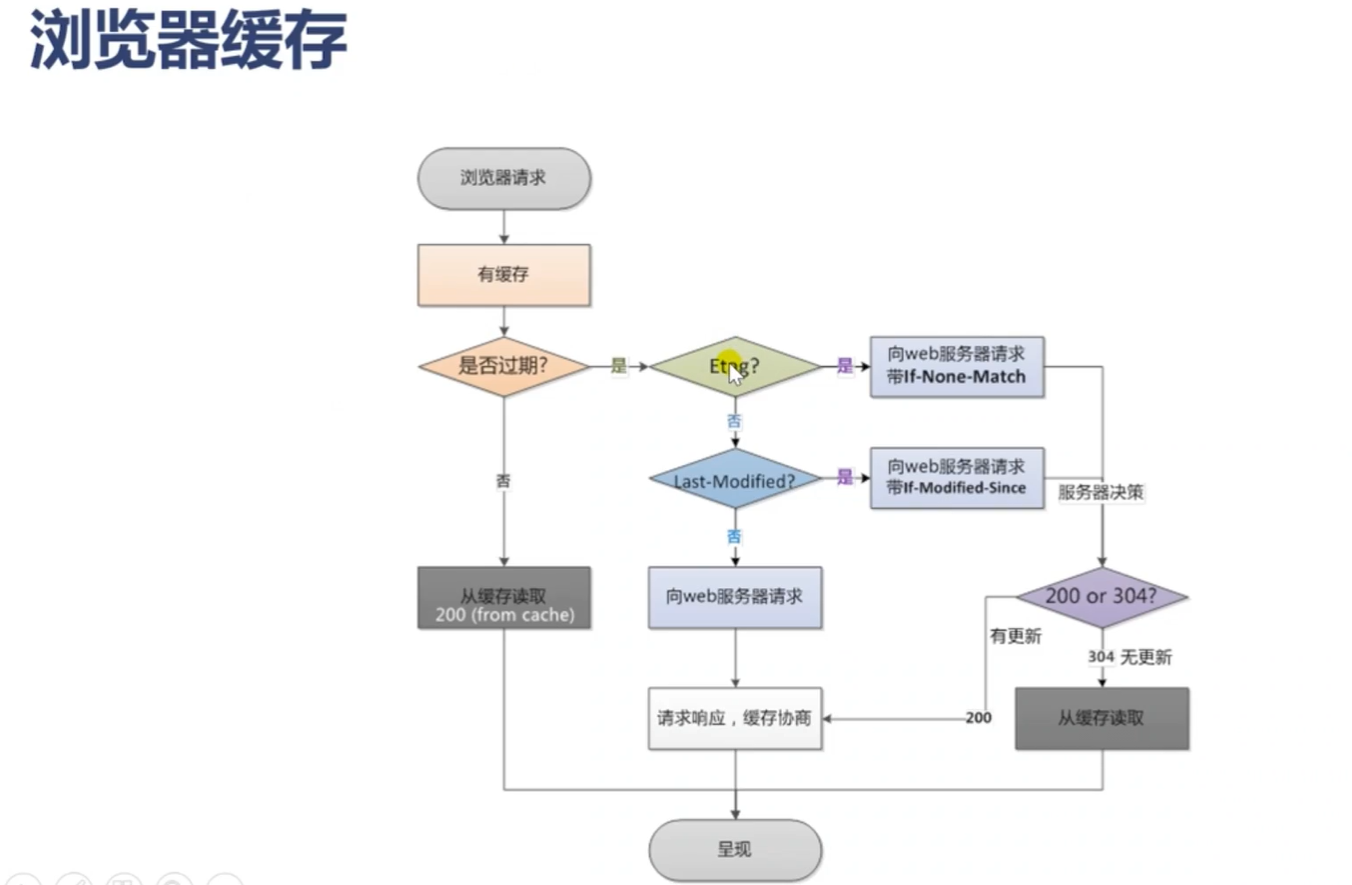 浏览器缓存
浏览器请求
有缓存
是否过期?
是
Etag?
是
向web服务器请求
带If-None-Match
否
否
Last-Modified?
是
向web服务器请求
带If-Modified-Since
服务器决策
否
从缓存读取
200 (from cache)
向web服务器请求
200 or 304?
有更新
304 无更新
请求响应，缓存协商
200
从缓存读取
呈现